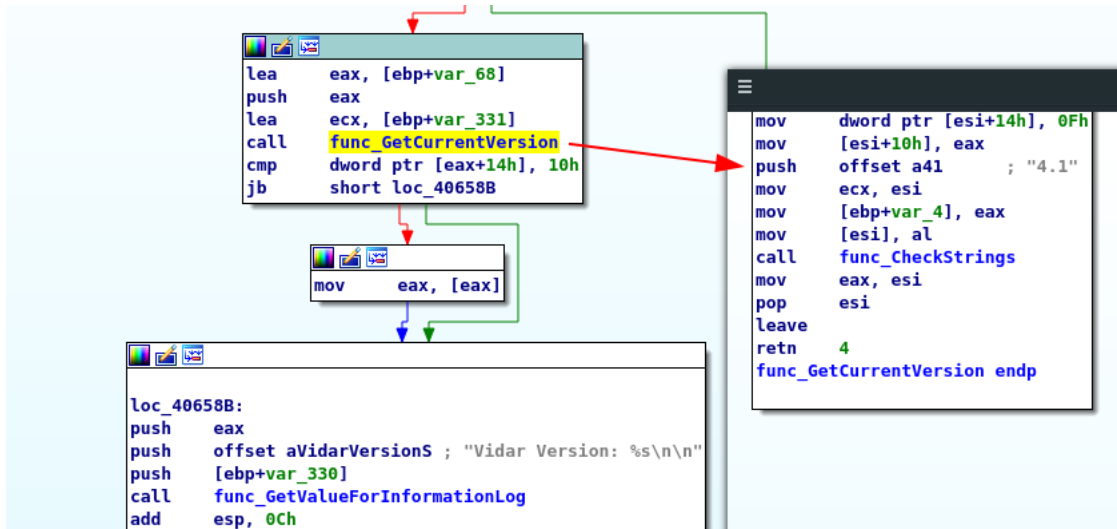 lea eax, [ebp+var_68]
push eax
lea ecx, [ebp+var_331]
call func_GetCurrentVersion
cmp dword ptr [eax+14h], 10h
jb short loc_40658B
mov eax, [eax]
loc_40658B:
push eax
push offset aVidarVersionS ; "Vidar Version: %s\n\n"
push [ebp+var_330]
call func_GetValueForInformationLog
add esp, 0Ch
mov dword ptr [esi+14h], 0Fh
mov [esi+10h], eax
push offset a41 ; "4.1"
mov ecx, esi
mov [ebp+var_4], eax
mov [esi], al
call func_CheckStrings
mov eax, esi
pop esi
leave
retn 4
func_GetCurrentVersion endp